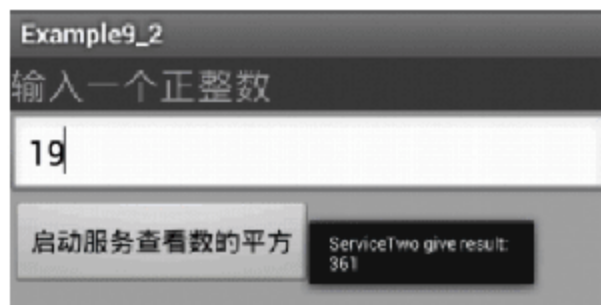 Example9_2
输入一个正整数
19
启动服务查看数的平方
ServiceTwo give result:
361